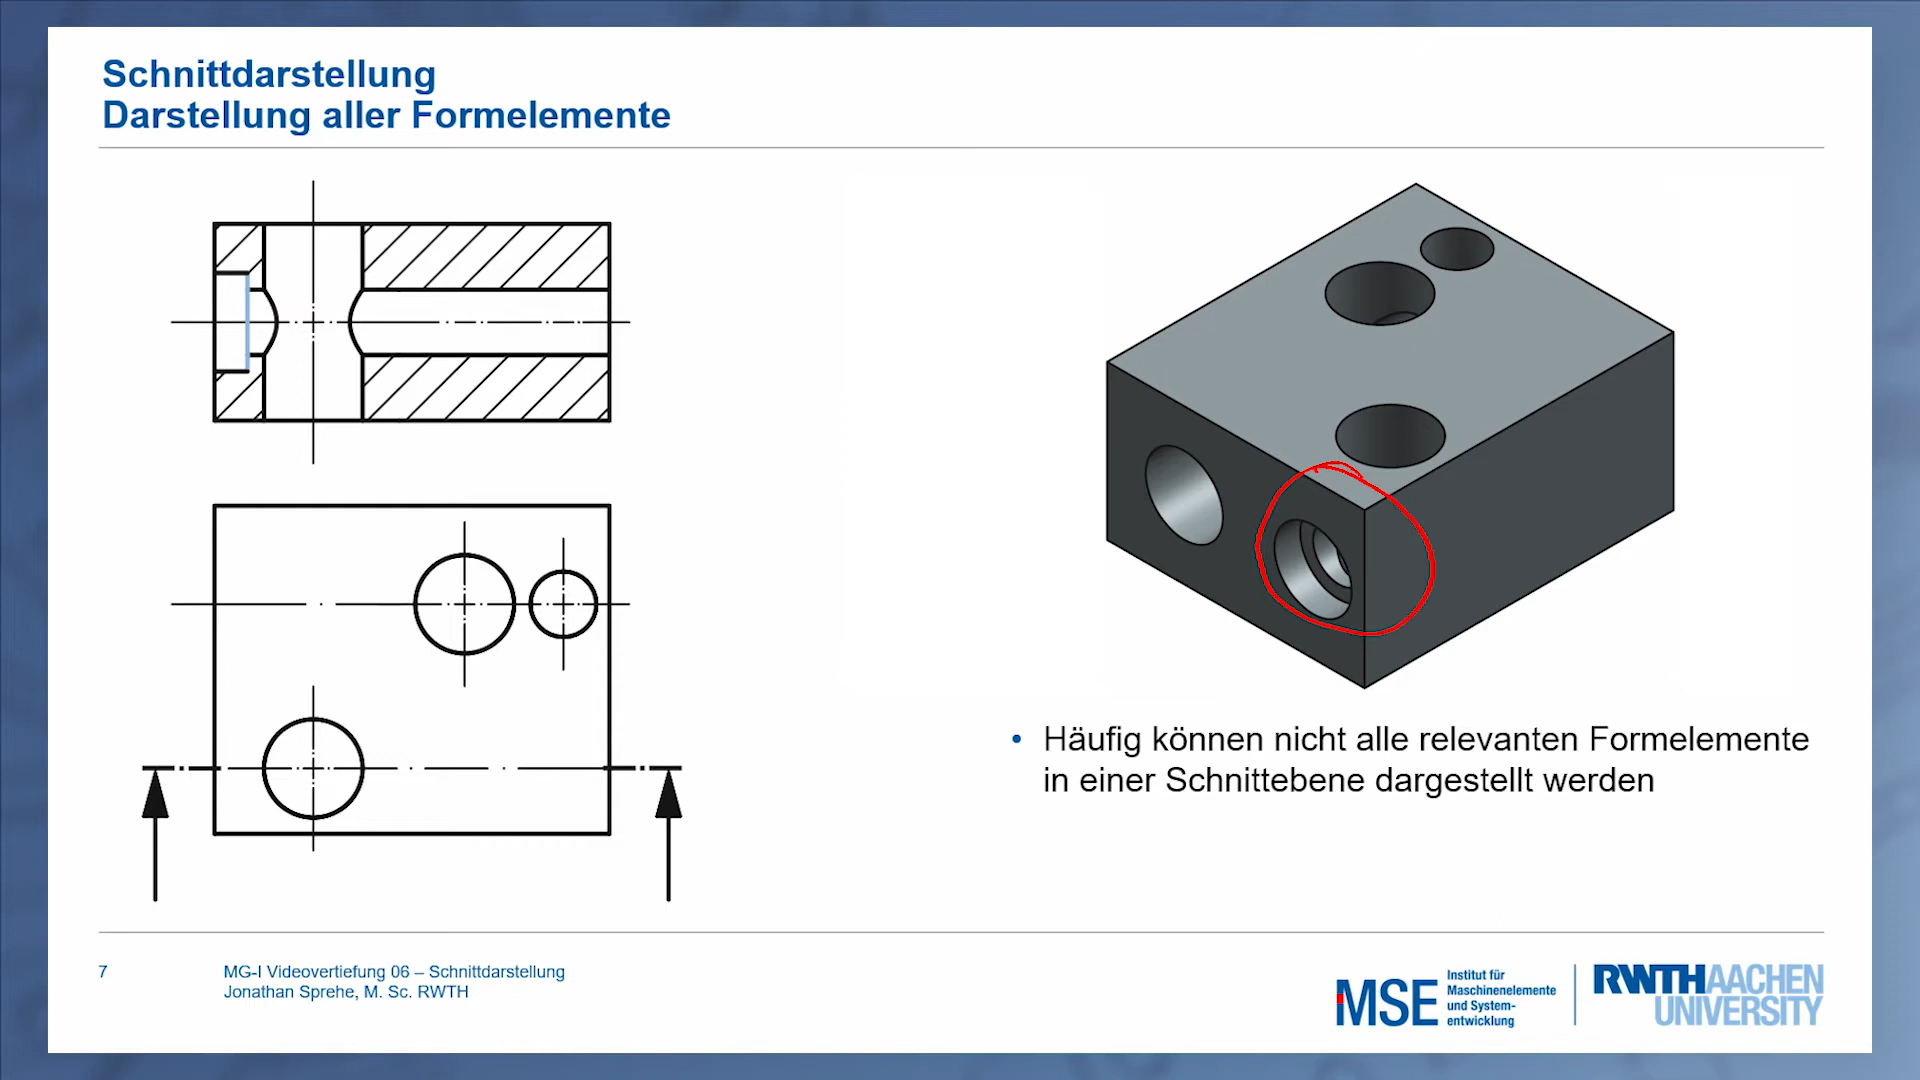 Schnittdarstellung
Darstellung aller Formelemente
• Häufig können nicht alle relevanten Formelemente
in einer Schnittebene dargestellt werden
7
MG-I Videovertiefung 06 – Schnittdarstellung
Jonathan Sprehe, M. Sc. RWTH
MSE
Institut für
Maschinenelemente
und System-
entwicklung
RWTHAACHEN
UNIVERSITY